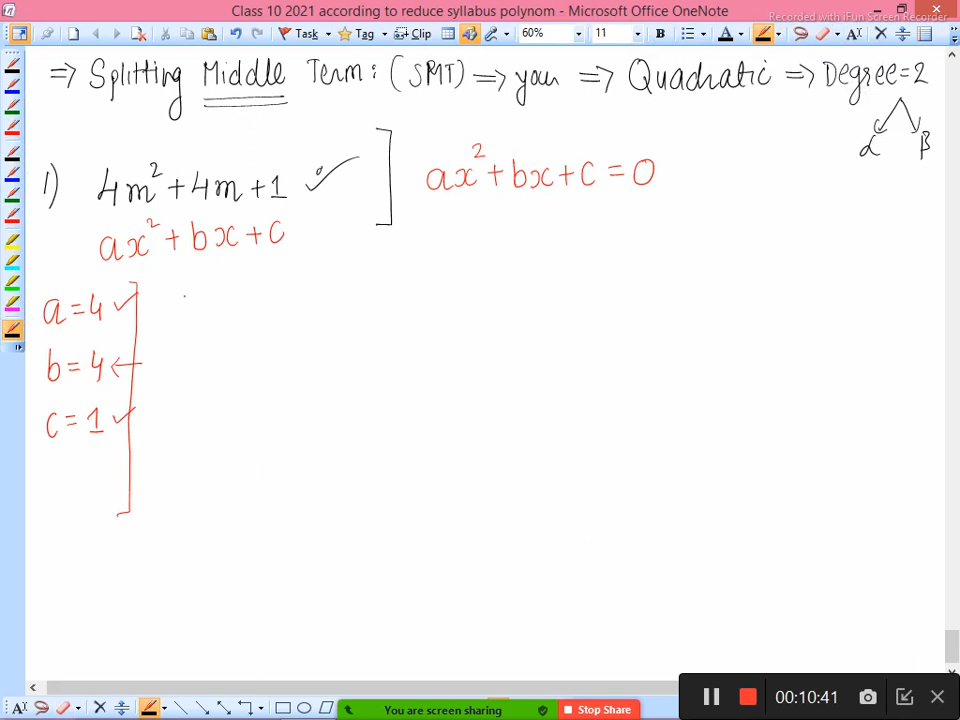 Class 10 2021 according to reduce syllabus polynom - Microsoft Office OneNote
Recorded with iFun Screen Recorder
Task Tag Clip 60% 11 B A
⇒ Splitting Middle Term: (SMT) ⇒ your ⇒ Quadratic ⇒ Degree=2
α β
1) 4m² + 4m + 1 ✓
ax² + bx + c = 0
ax² + bx + c
a = 4 ✓
b = 4 ←
c = 1 ✓
You are screen sharing Stop Share
00:10:41